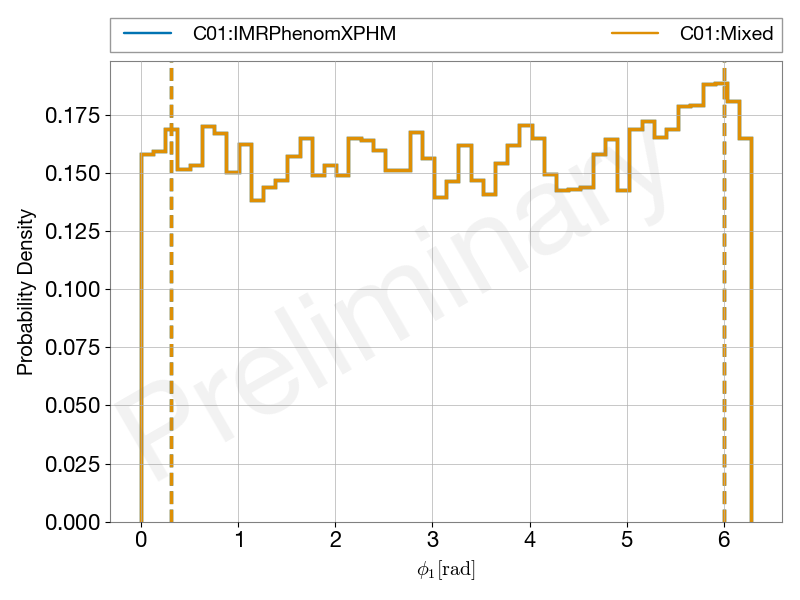 C01:IMRPhenomXPHM C01:Mixed
0.175
0.150
0.125
0.100
0.075
0.050
0.025
0.000
Probability Density
Preliminary
0 1 2 3 4 5 6
ϕ₁[rad]